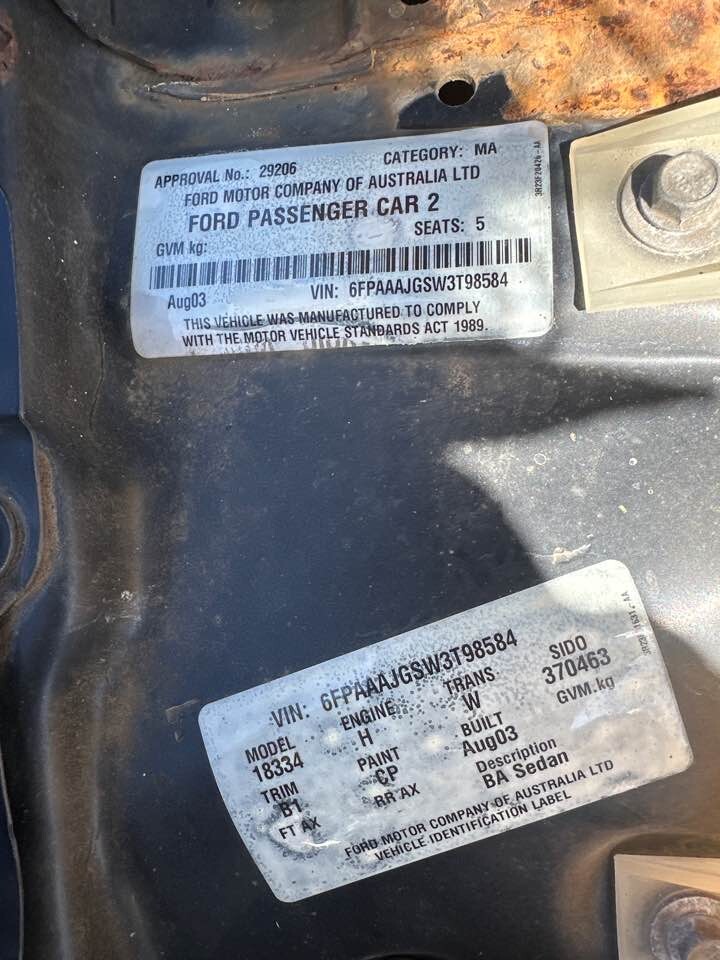 APPROVAL No.: 29206 CATEGORY: MA
FORD MOTOR COMPANY OF AUSTRALIA LTD
FORD PASSENGER CAR 2
GVM kg: SEATS: 5
Aug03 VIN: 6FPAAAJGSW3T98584
THIS VEHICLE WAS MANUFACTURED TO COMPLY
WITH THE MOTOR VEHICLE STANDARDS ACT 1989.
3R23F20426-AA
VIN: 6FPAAAJGSW3T98584
MODEL ENGINE TRANS SIDO
18334 H W 370463
TRIM PAINT BUILT GVM.kg
B1 CP Aug03
FT AX RR AX Description
BA Sedan
FORD MOTOR COMPANY OF AUSTRALIA LTD
VEHICLE IDENTIFICATION LABEL